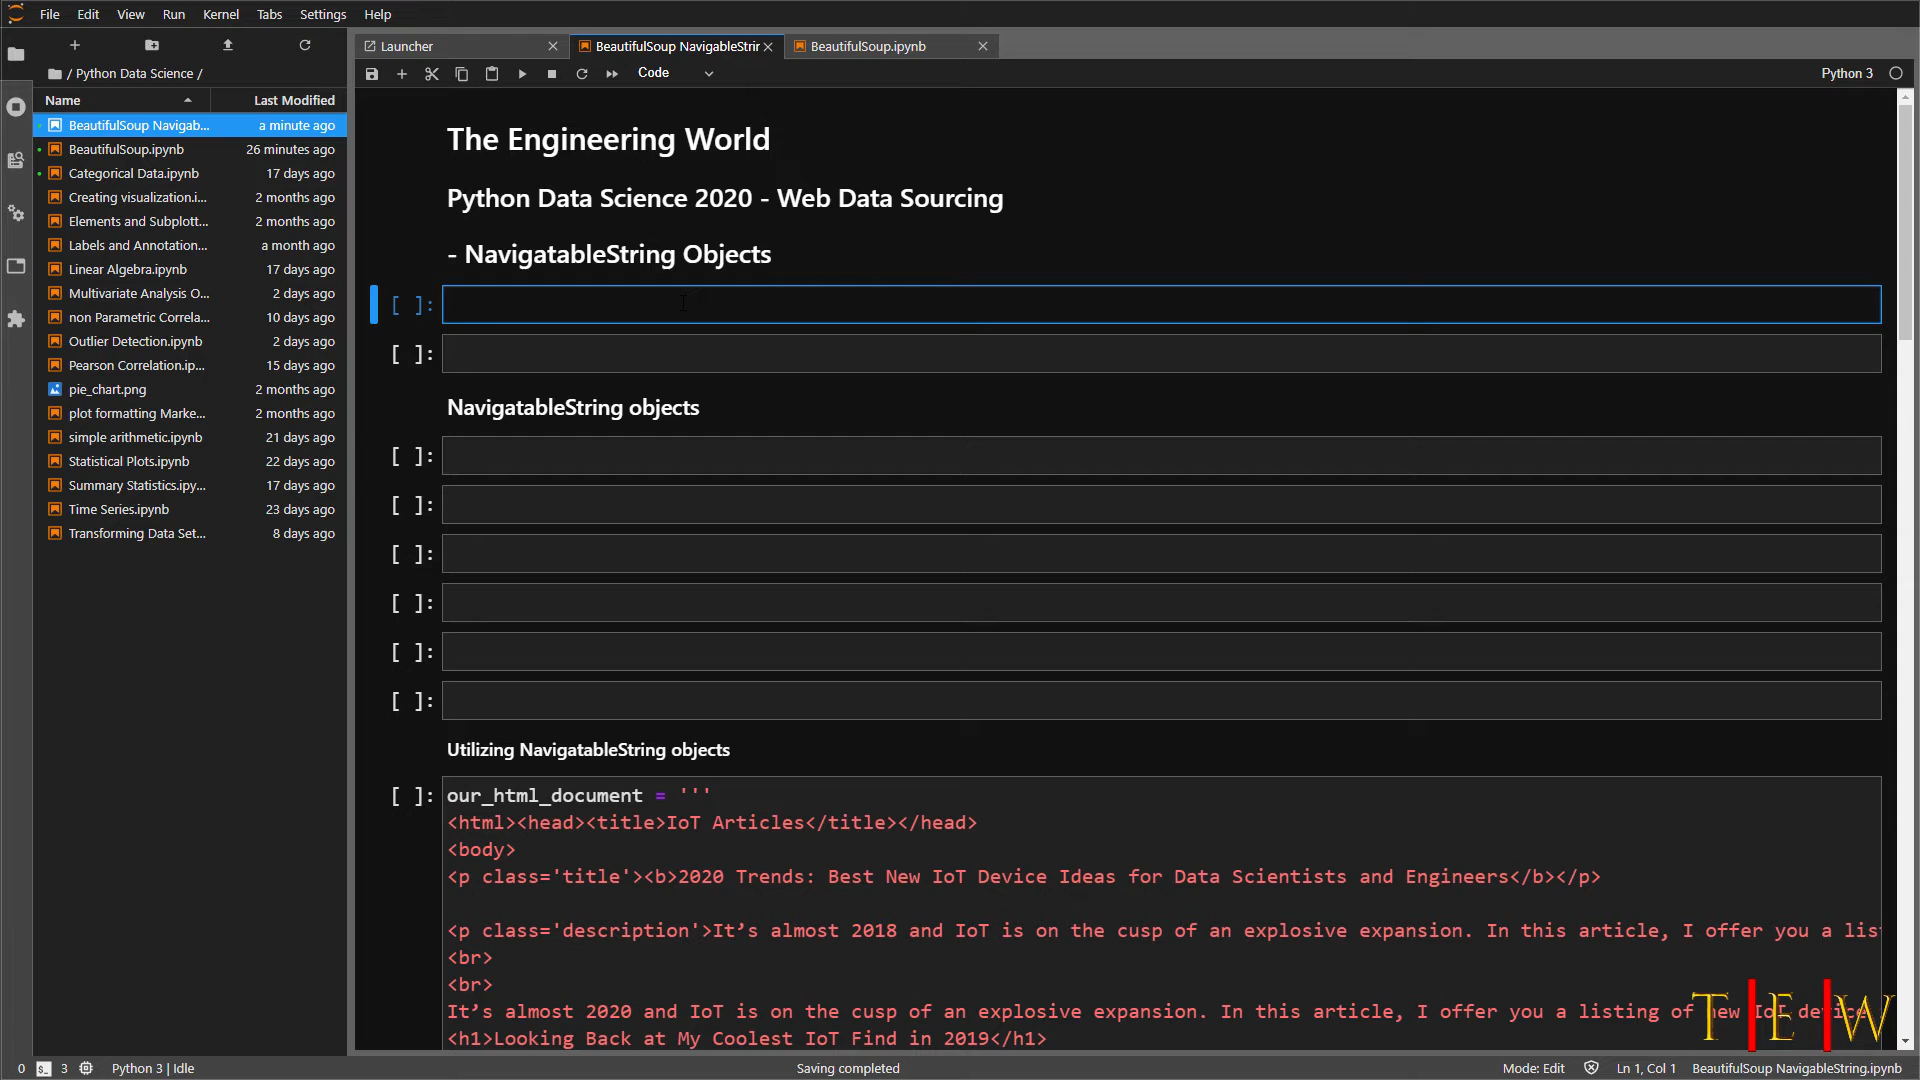 File Edit View Run Kernel Tabs Settings Help
Launcher
BeautifulSoup NavigableStrir
BeautifulSoup.ipynb
/ Python Data Science /
Code
Python 3
Name Last Modified
BeautifulSoup Navigab... a minute ago
BeautifulSoup.ipynb 26 minutes ago
Categorical Data.ipynb 17 days ago
Creating visualization.i... 2 months ago
Elements and Subplott... 2 months ago
Labels and Annotation... a month ago
Linear Algebra.ipynb 17 days ago
Multivariate Analysis O... 2 days ago
non Parametric Correla... 10 days ago
Outlier Detection.ipynb 2 days ago
Pearson Correlation.ip... 15 days ago
pie_chart.png 2 months ago
plot formatting Marke... 2 months ago
simple arithmetic.ipynb 21 days ago
Statistical Plots.ipynb 22 days ago
Summary Statistics.ipy... 17 days ago
Time Series.ipynb 23 days ago
Transforming Data Set... 8 days ago
The Engineering World
Python Data Science 2020 - Web Data Sourcing
- NavigatableString Objects
[ ]:
[ ]:
NavigatableString objects
[ ]:
[ ]:
[ ]:
[ ]:
[ ]:
[ ]:
Utilizing NavigatableString objects
[ ]: our_html_document = '''
<html><head><title>IoT Articles</title></head>
<body>
<p class='title'><b>2020 Trends: Best New IoT Device Ideas for Data Scientists and Engineers</b></p>
<p class='description'>It’s almost 2018 and IoT is on the cusp of an explosive expansion. In this article, I offer you a lis
<br>
<br>
It’s almost 2020 and IoT is on the cusp of an explosive expansion. In this article, I offer you a listing of new IoT device
<h1>Looking Back at My Coolest IoT Find in 2019</h1>
T|E|W
0 $_ 3 Python 3 | Idle
Saving completed
Mode: Edit Ln 1, Col 1 BeautifulSoup NavigableString.ipynb